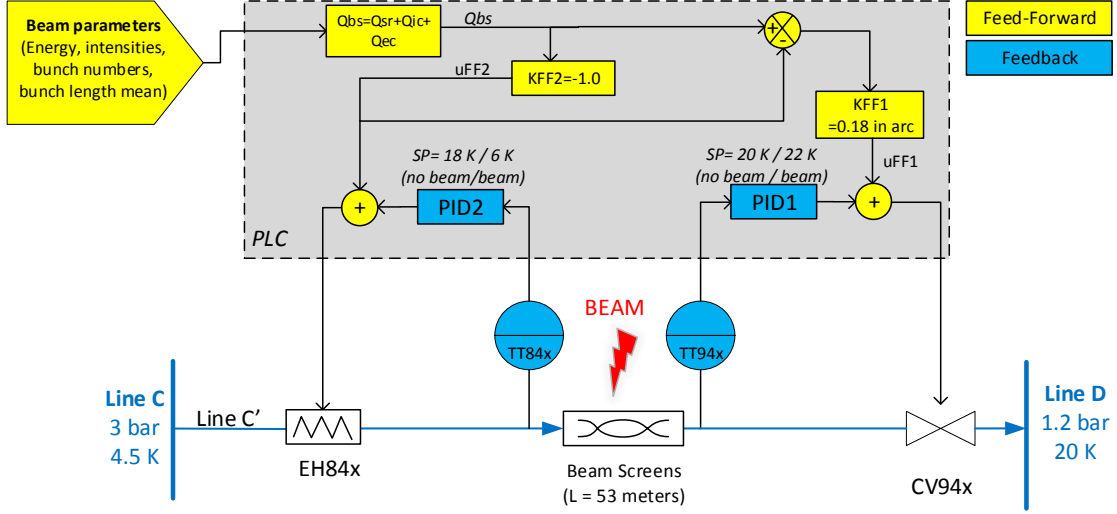 Beam parameters
(Energy, intensities,
bunch numbers,
bunch length mean)
Qbs=Qsr+Qic+
Qec
Qbs
+
-
Feed-Forward
Feedback
uFF2
KFF2=-1.0
KFF1
=0.18 in arc
SP= 18 K / 6 K
(no beam/beam)
SP= 20 K / 22 K
(no beam / beam)
uFF1
+
PID2
PID1
+
PLC
BEAM
TT84x
TT94x
Line C
3 bar
4.5 K
Line C’
EH84x
Beam Screens
(L = 53 meters)
CV94x
Line D
1.2 bar
20 K